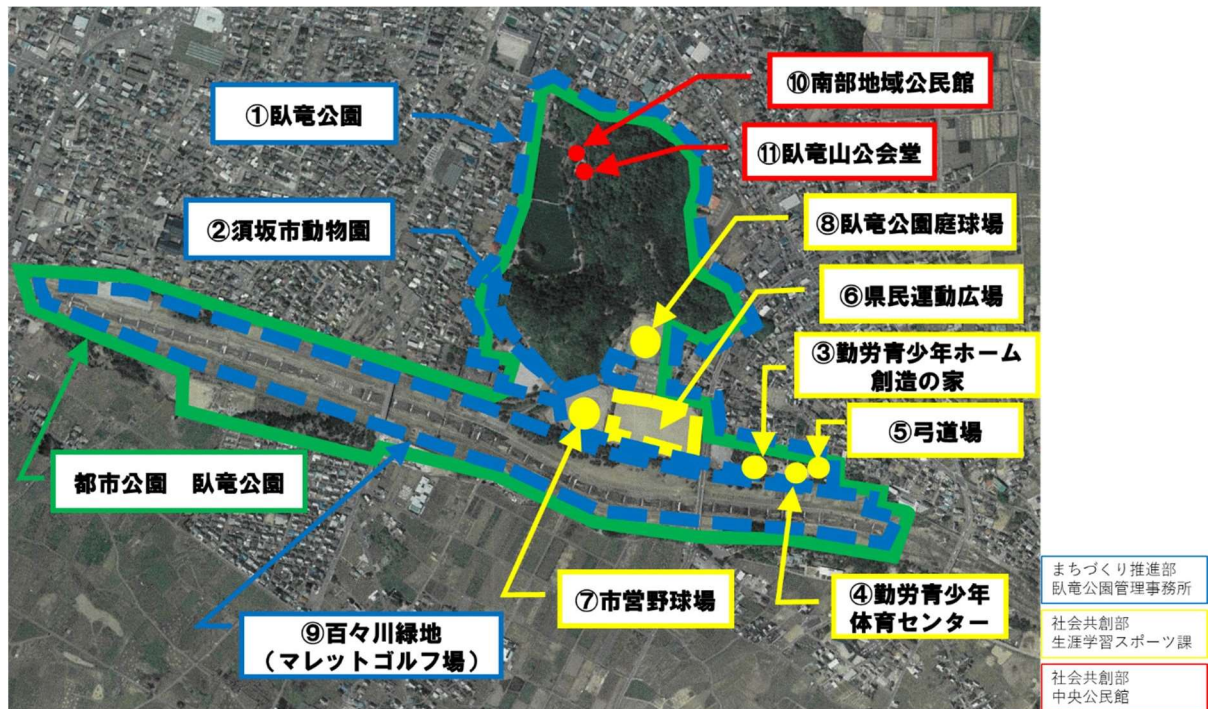 ⑩南部地域公民館
①臥竜公園
⑪臥竜山公会堂
②須坂市動物園
⑧臥竜公園庭球場
⑥県民運動広場
③勤労青少年ホーム
創造の家
⑤弓道場
都市公園　臥竜公園
⑦市営野球場
④勤労青少年
体育センター
⑨百々川緑地
（マレットゴルフ場）
まちづくり推進部
臥竜公園管理事務所
社会共創部
生涯学習スポーツ課
社会共創部
中央公民館